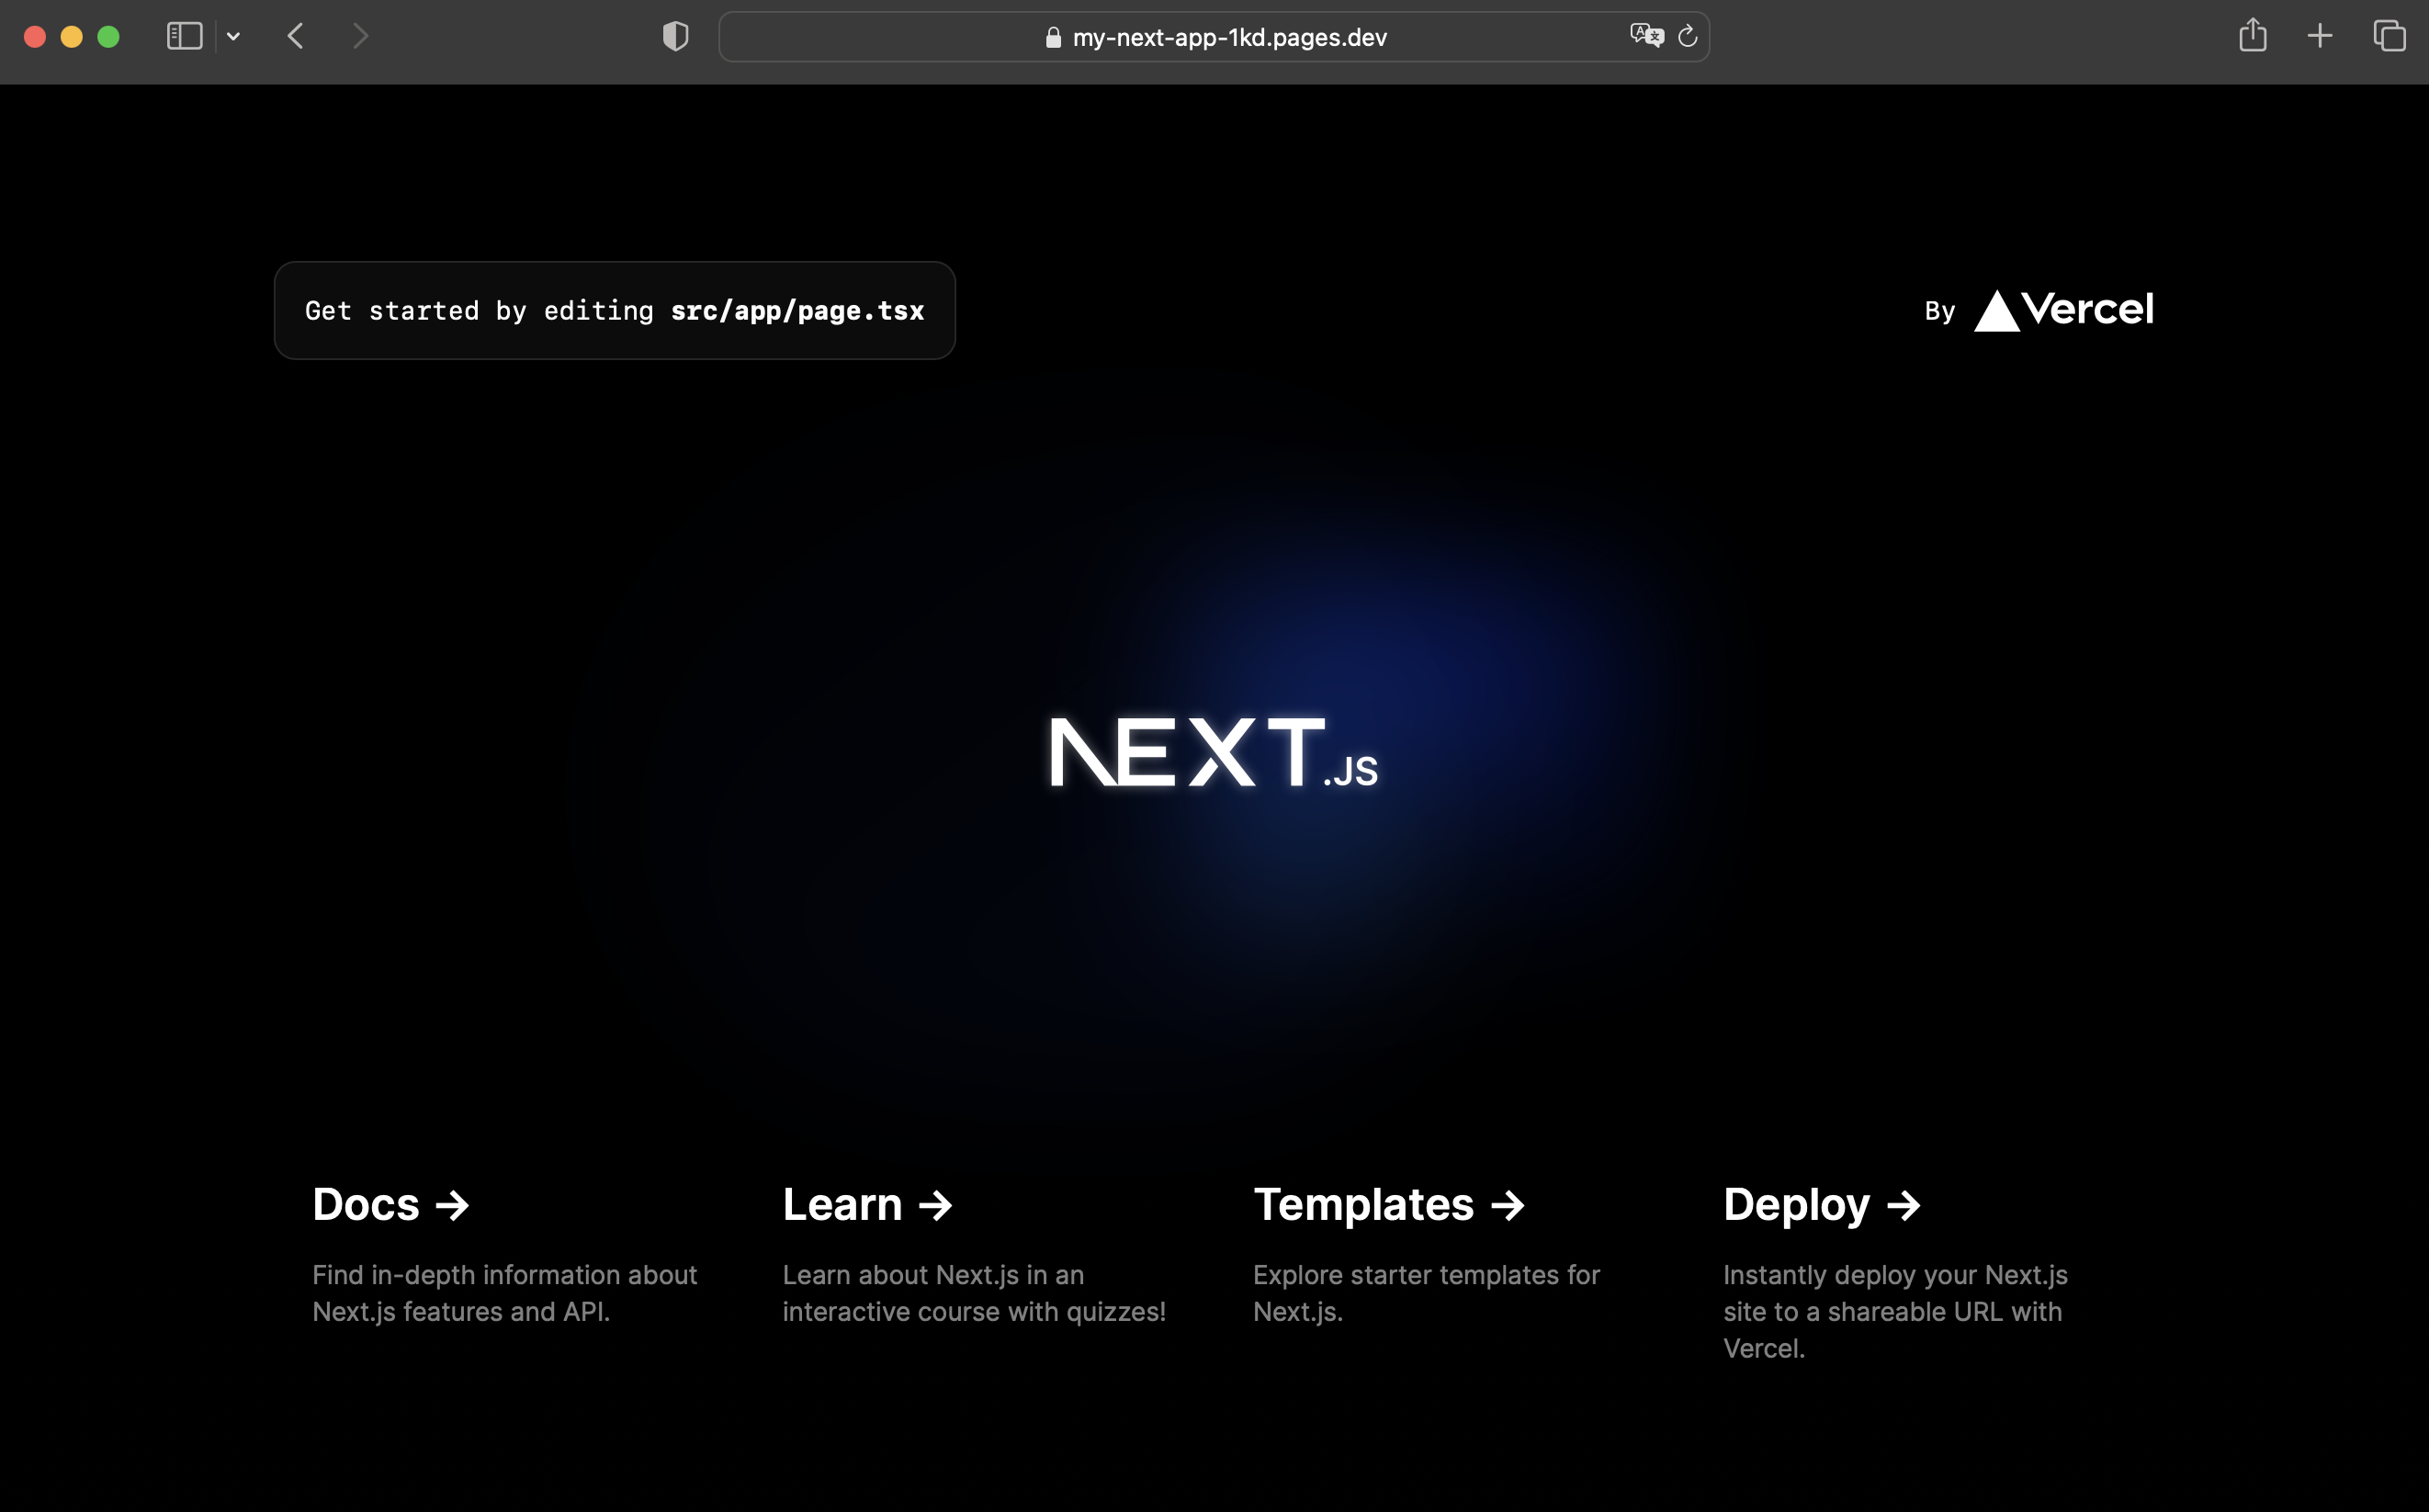 my-next-app-1kd.pages.dev
Get started by editing src/app/page.tsx
By Vercel
NEXT.JS
Docs →
Find in-depth information about
Next.js features and API.
Learn →
Learn about Next.js in an
interactive course with quizzes!
Templates →
Explore starter templates for
Next.js.
Deploy →
Instantly deploy your Next.js
site to a shareable URL with
Vercel.